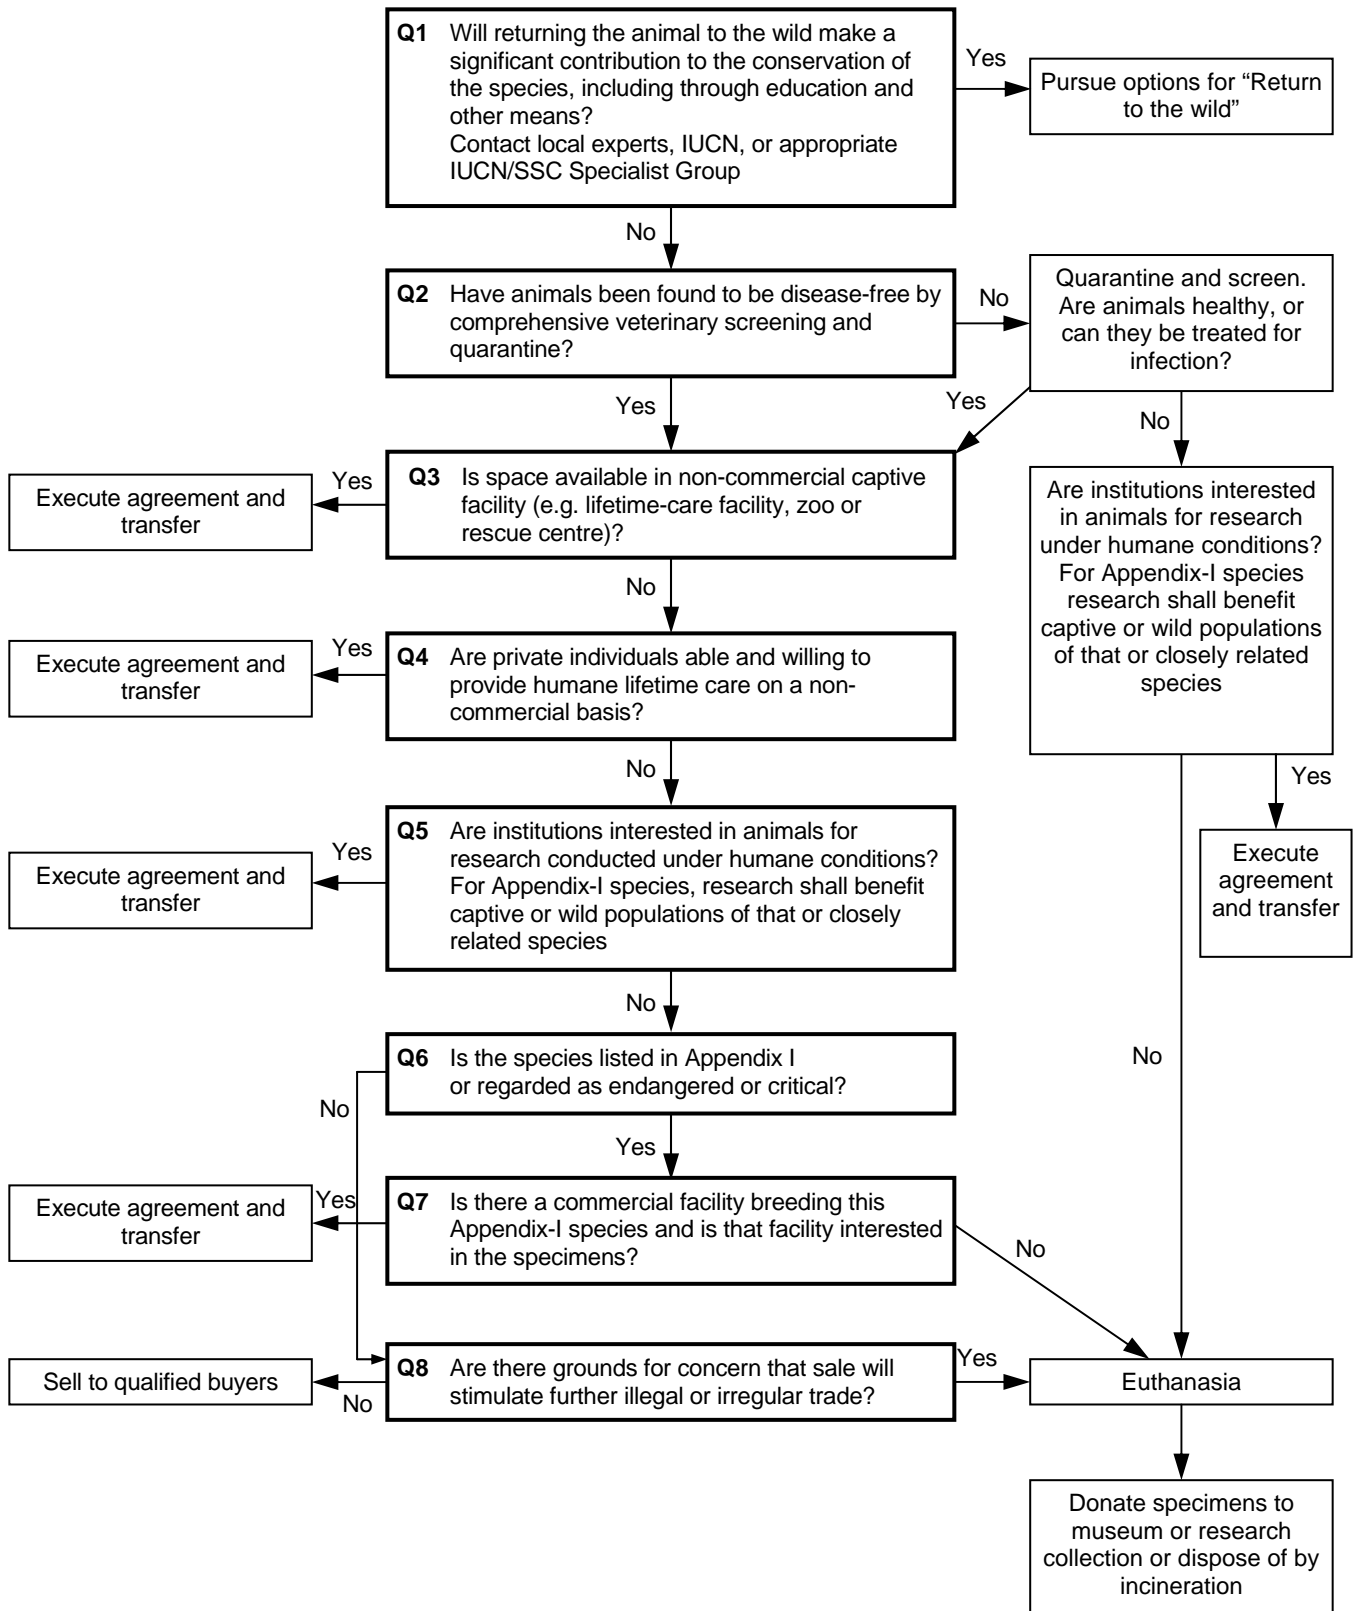 Q1 Will returning the animal to the wild make a
significant contribution to the conservation of
the species, including through education and
other means?
Contact local experts, IUCN, or appropriate
IUCN/SSC Specialist Group
Yes
Pursue options for “Return
to the wild”
No
Q2 Have animals been found to be disease-free by
comprehensive veterinary screening and
quarantine?
No
Quarantine and screen.
Are animals healthy, or
can they be treated for
infection?
Yes
Yes
No
Q3 Is space available in non-commercial captive
facility (e.g. lifetime-care facility, zoo or
rescue centre)?
Yes
Execute agreement and
transfer
Are institutions interested
in animals for research
under humane conditions?
For Appendix-I species
research shall benefit
captive or wild populations
of that or closely related
species
No
Q4 Are private individuals able and willing to
provide humane lifetime care on a non-
commercial basis?
Yes
Execute agreement and
transfer
No
Yes
Execute
agreement
and transfer
Q5 Are institutions interested in animals for
research conducted under humane conditions?
For Appendix-I species, research shall benefit
captive or wild populations of that or closely
related species
Yes
Execute agreement and
transfer
No
Q6 Is the species listed in Appendix I
or regarded as endangered or critical?
No
No
Yes
Q7 Is there a commercial facility breeding this
Appendix-I species and is that facility interested
in the specimens?
Yes
Execute agreement and
transfer
No
Q8 Are there grounds for concern that sale will
stimulate further illegal or irregular trade?
No
Sell to qualified buyers
Yes
Euthanasia
Donate specimens to
museum or research
collection or dispose of by
incineration